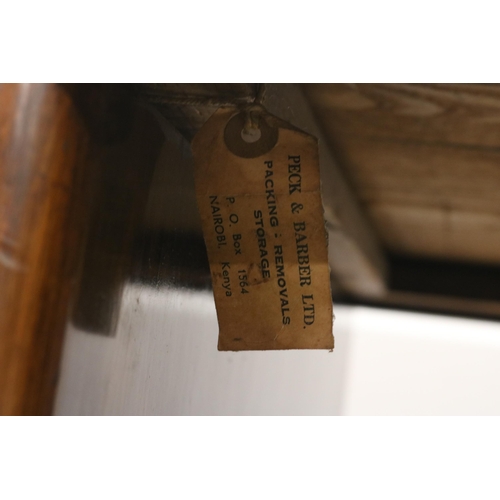 PECK & BARBER LTD.
PACKING : REMOVALS
STORAGE
P. O. Box 1564
NAIROBI, Kenya